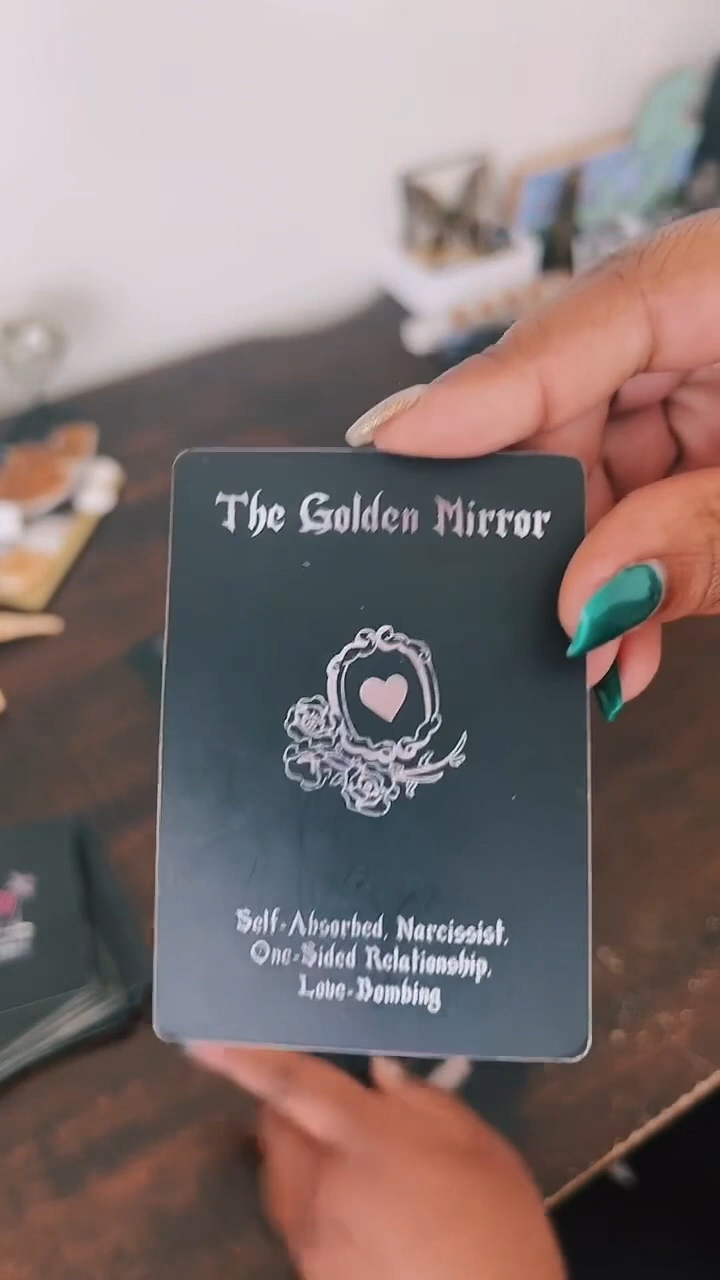 The Golden Mirror
Self-Absorbed, Narcissist,
One-Sided Relationship,
Love-Bombing